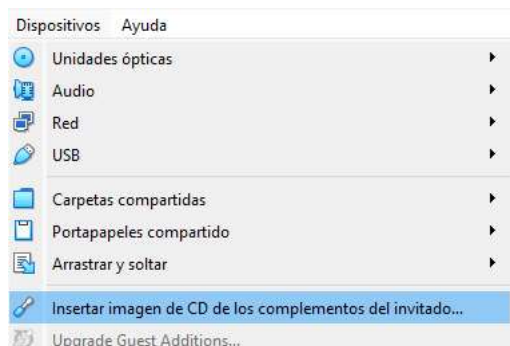 Dispositivos Ayuda
Unidades ópticas
Audio
Red
USB
Carpetas compartidas
Portapapeles compartido
Arrastrar y soltar
Insertar imagen de CD de los complementos del invitado...
Upgrade Guest Additions...